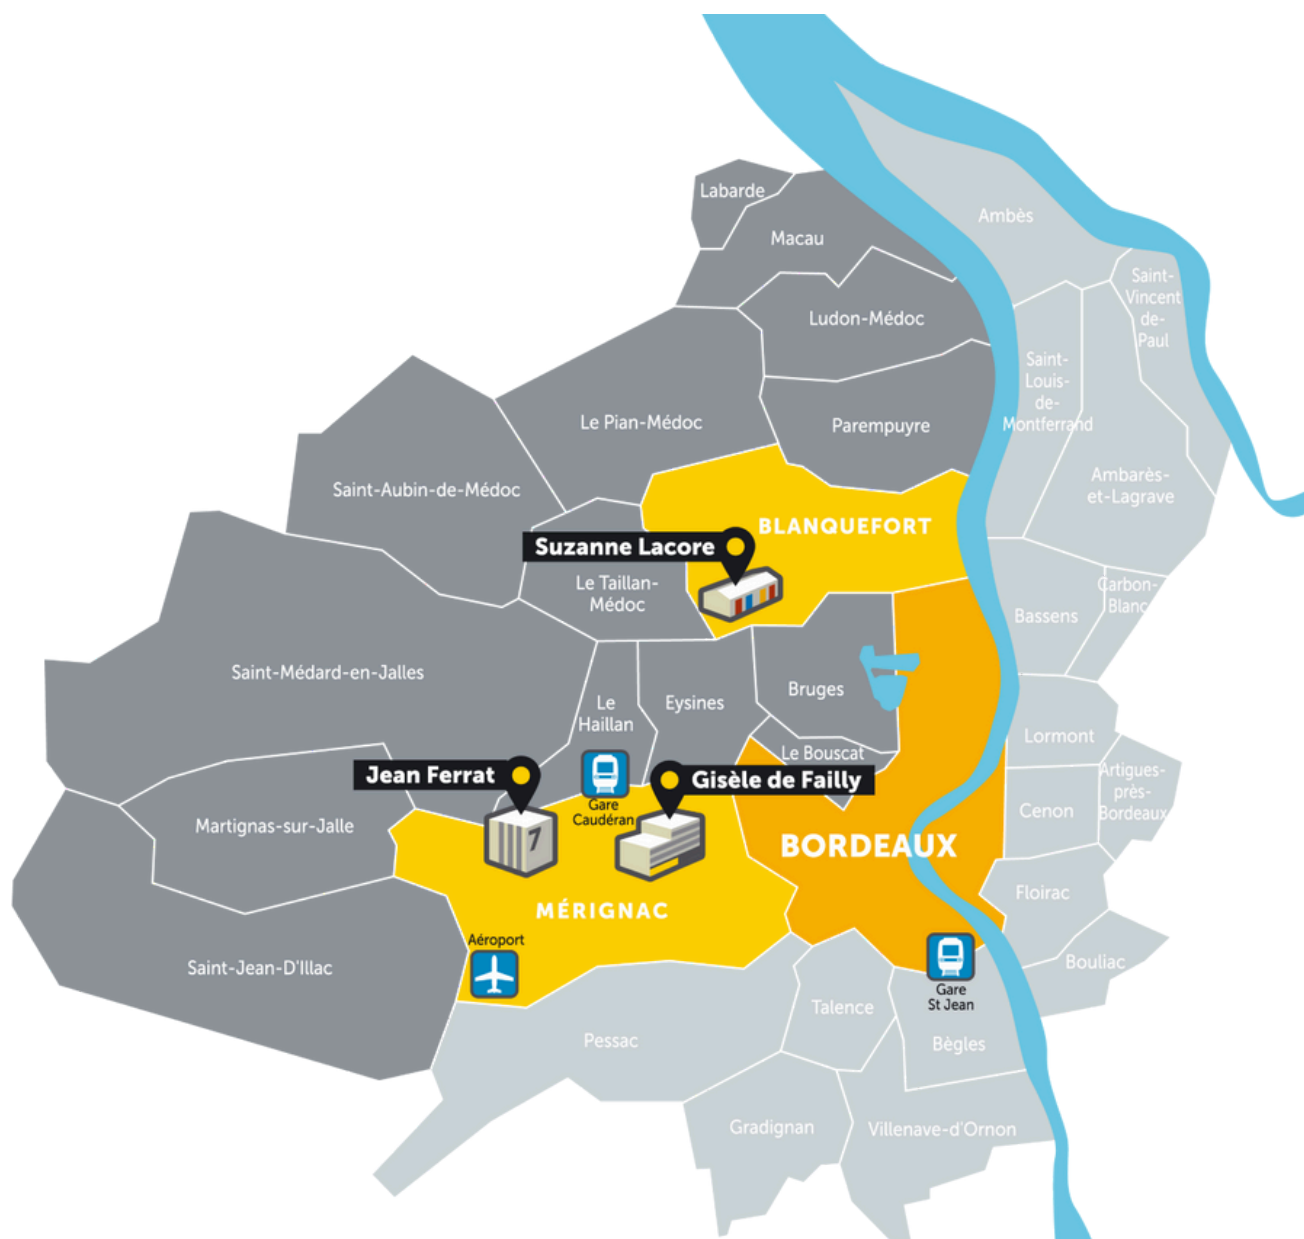 Labarde
Macau
Ambès
Saint-
Vincent
de-
Paul
Ludon-Médoc
Saint-
Louis-
de-
Montferrand
Le Pian-Médoc
Parempuyre
Saint-Aubin-de-Médoc
Ambarès-
et-Lagrave
BLANQUEFORT
Suzanne Lacore
Le Taillan-
Médoc
Carbon-
Blanc
Bassens
Saint-Médard-en-Jalles
Le
Haillan
Eysines
Bruges
Lormont
Le Bouscat
Jean Ferrat
Gisèle de Failly
Artigues-
près-
Bordeaux
Gare
Caudéran
Cenon
Martignas-sur-Jalle
7
BORDEAUX
Floirac
MÉRIGNAC
Aéroport
Saint-Jean-D'Illac
Bouliac
Gare
St Jean
Talence
Pessac
Bègles
Gradignan
Villenave-d'Ornon